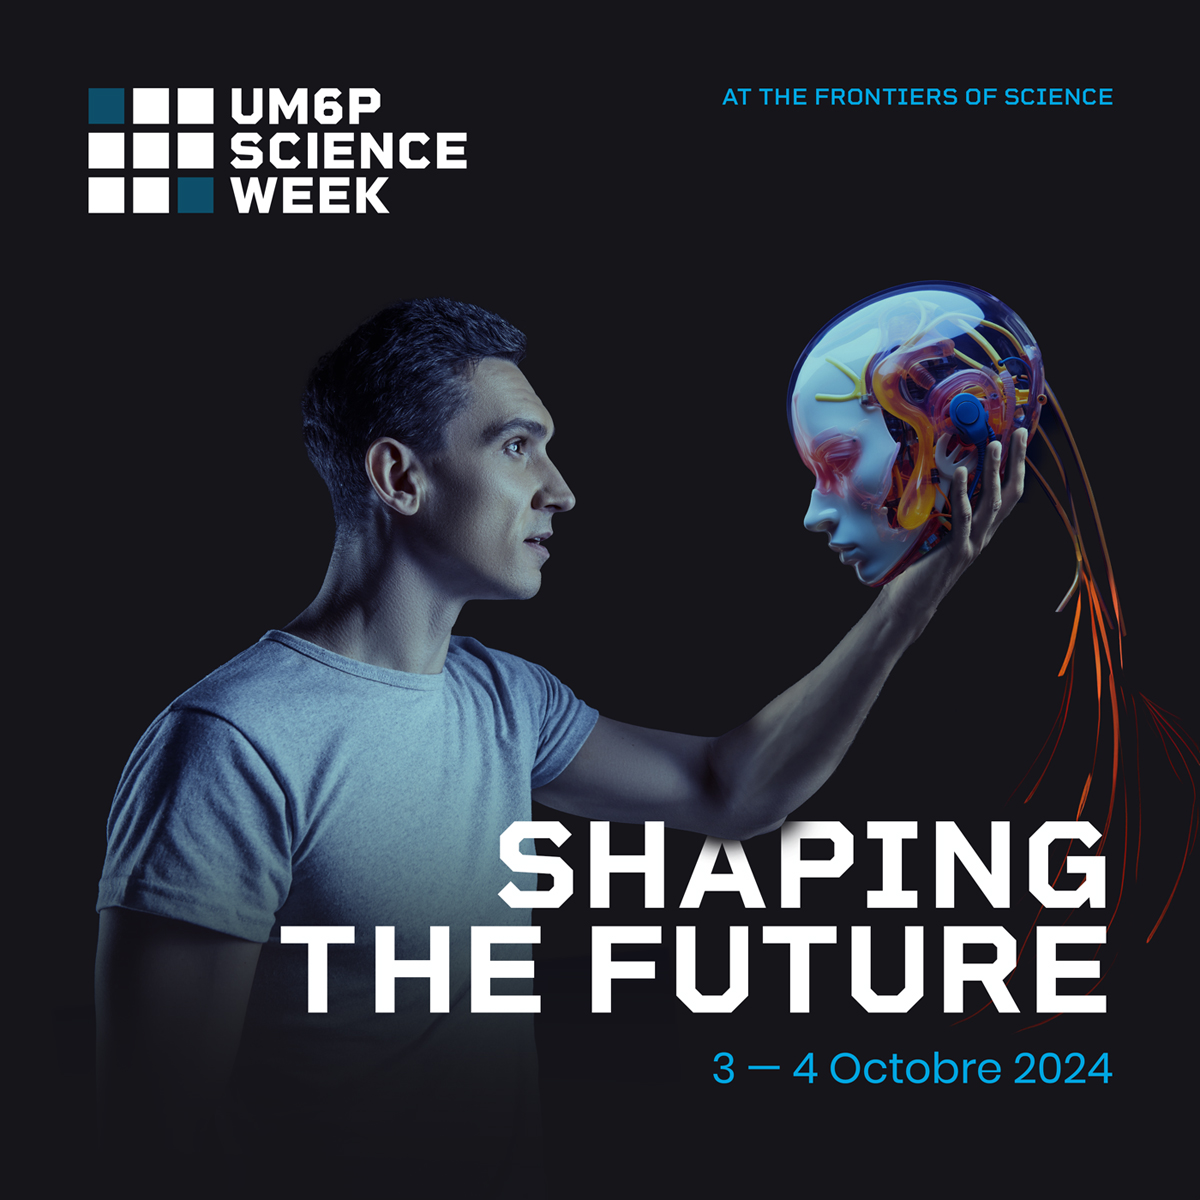 UM6P
SCIENCE
WEEK
AT THE FRONTIERS OF SCIENCE
SHAPING
THE FUTURE
3 — 4 Octobre 2024